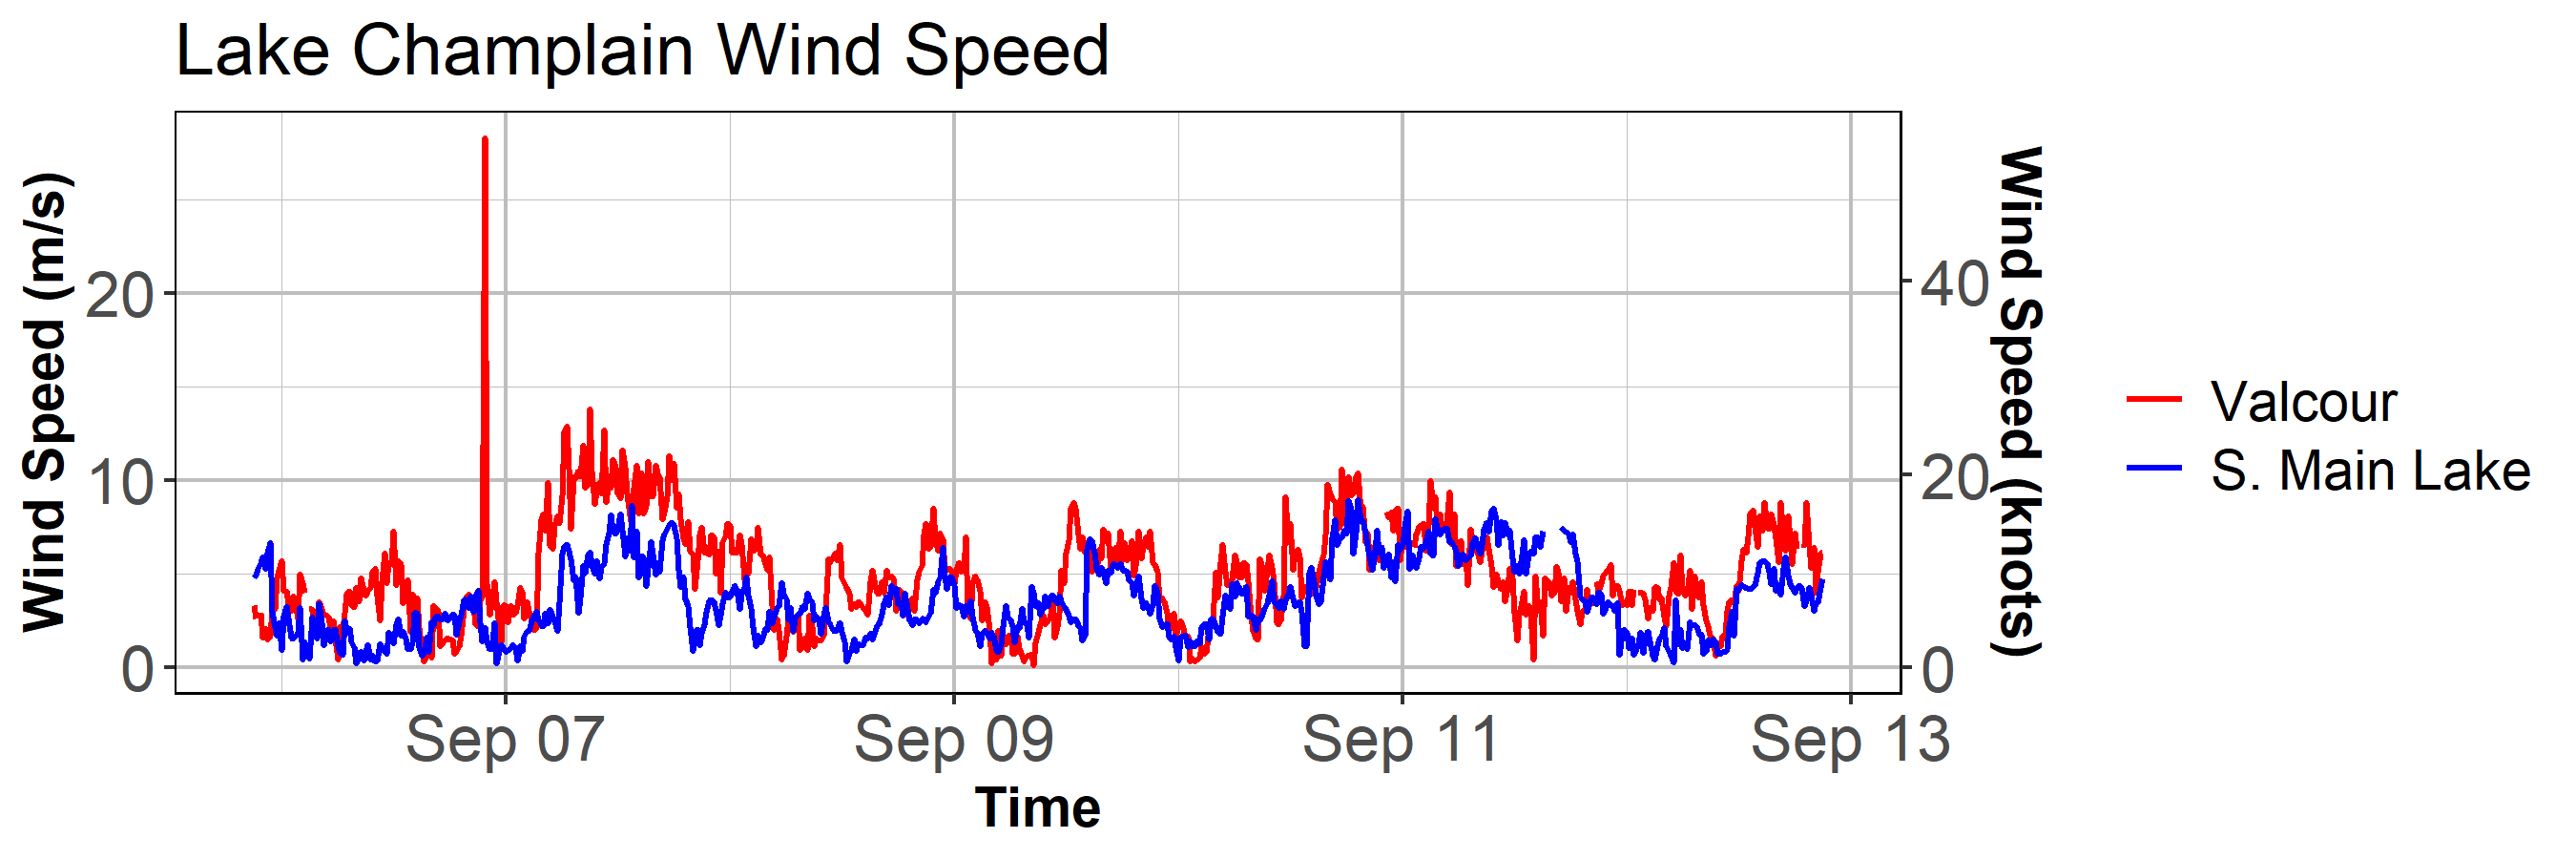 Lake Champlain Wind Speed
Wind Speed (m/s)
20
10
0
40
20
0
Wind Speed (knots)
Sep 07
Sep 09
Sep 11
Sep 13
Time
Valcour
S. Main Lake